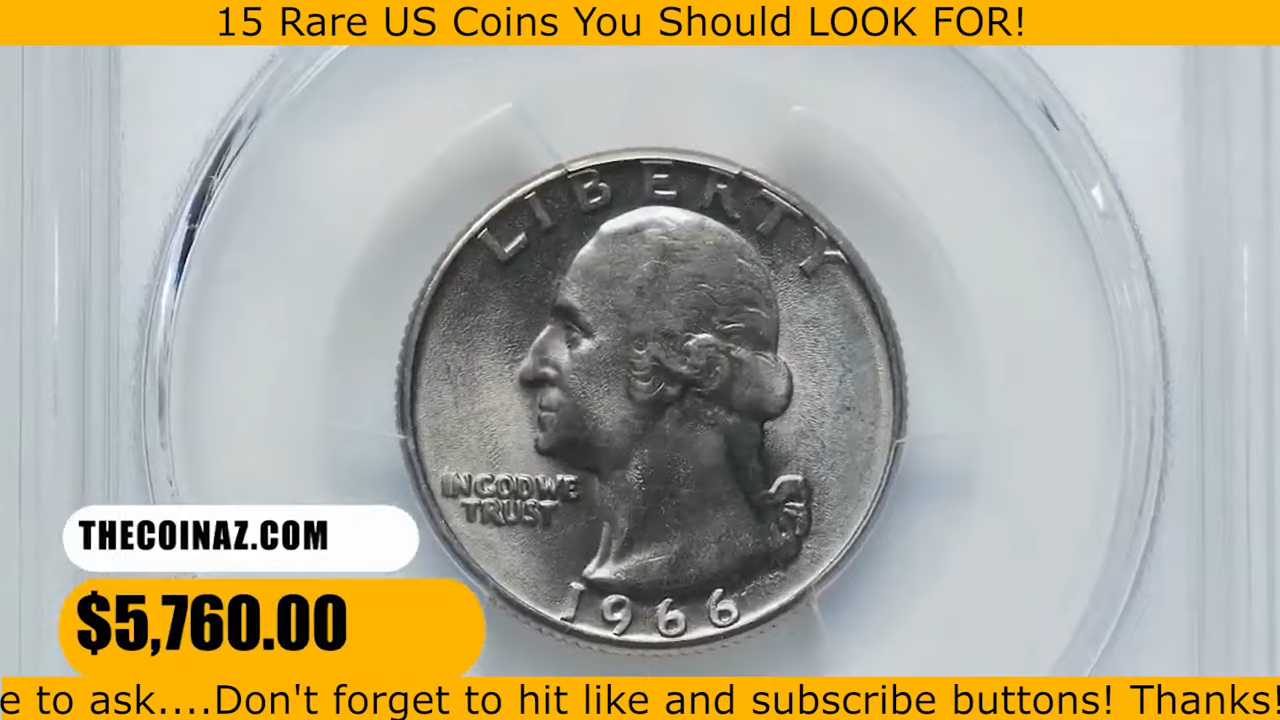 15 Rare US Coins You Should LOOK FOR!
LIBERTY
IN GOD WE
TRUST
THECOINAZ.COM
$5,760.00
1966
e to ask....Don't forget to hit like and subscribe buttons! Thanks!